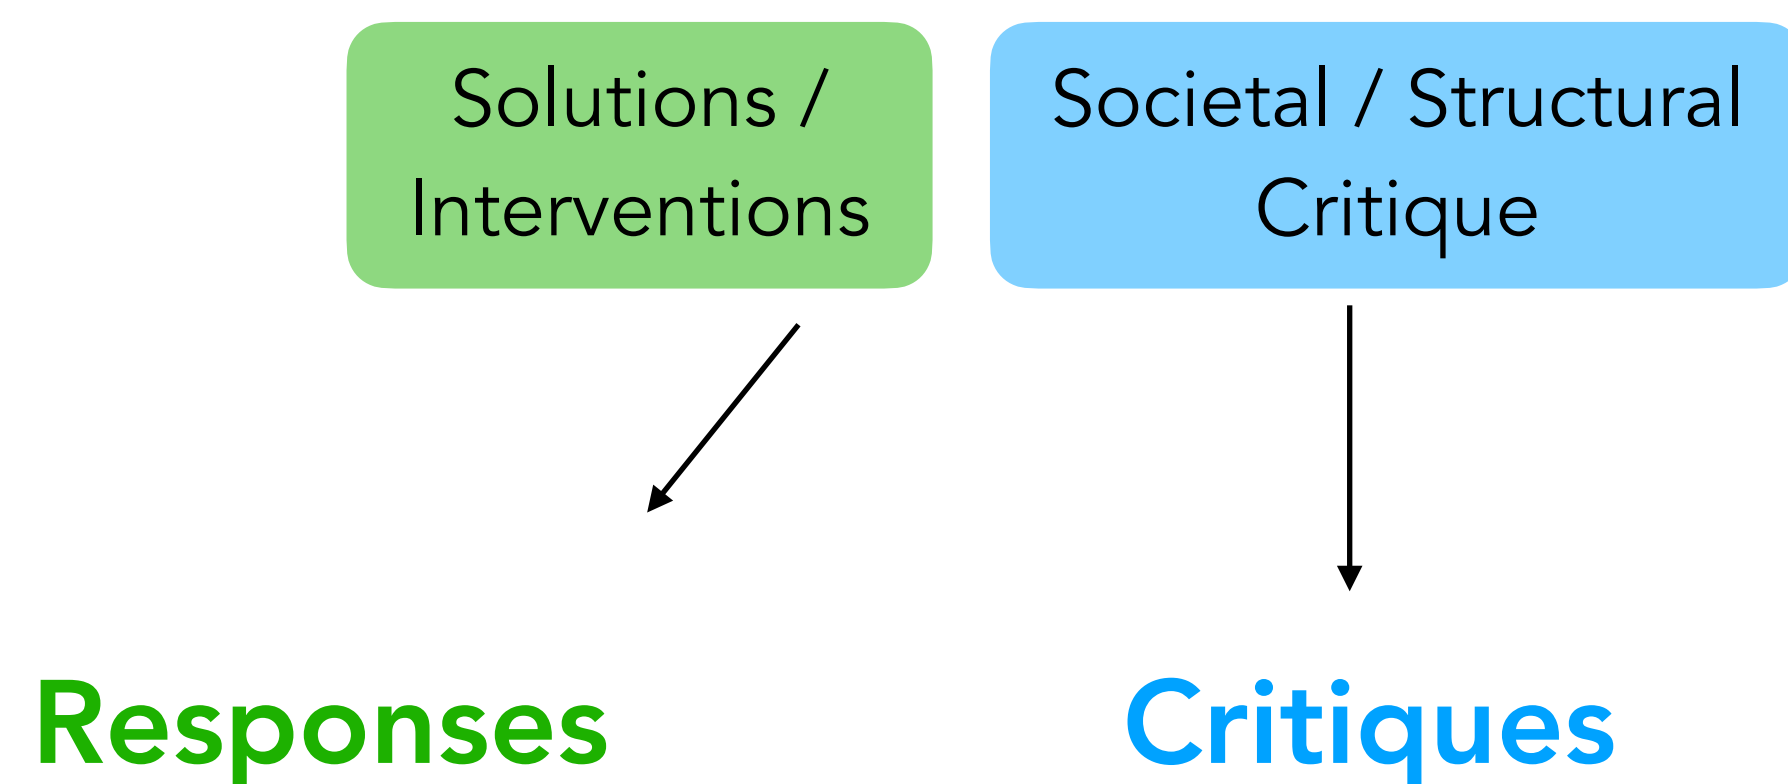 Solutions /
Interventions
Societal / Structural
Critique
Responses
Critiques